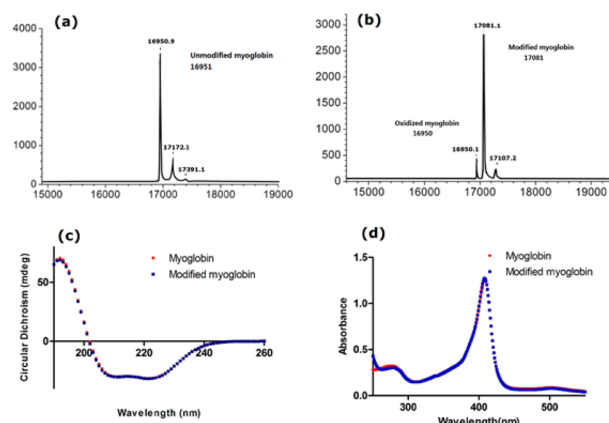 (a)
16950.9
Unmodified myoglobin
16951
17172.1
17391.1
4000
3000
2000
1000
0
15000 16000 17000 18000 19000
(b)
17081.1
Modified myoglobin
17081
Oxidized myoglobin
16950
16950.1
17107.2
3000
2500
2000
1500
1000
500
0
15000 16000 17000 18000 19000
(c)
Myoglobin
Modified myoglobin
Circular Dichroism (mdeg)
50
0
200 220 240 260
Wavelength (nm)
(d)
Myoglobin
Modified myoglobin
Absorbance
1.5
1.0
0.5
0.0
300 400 500
Wavelength(nm)